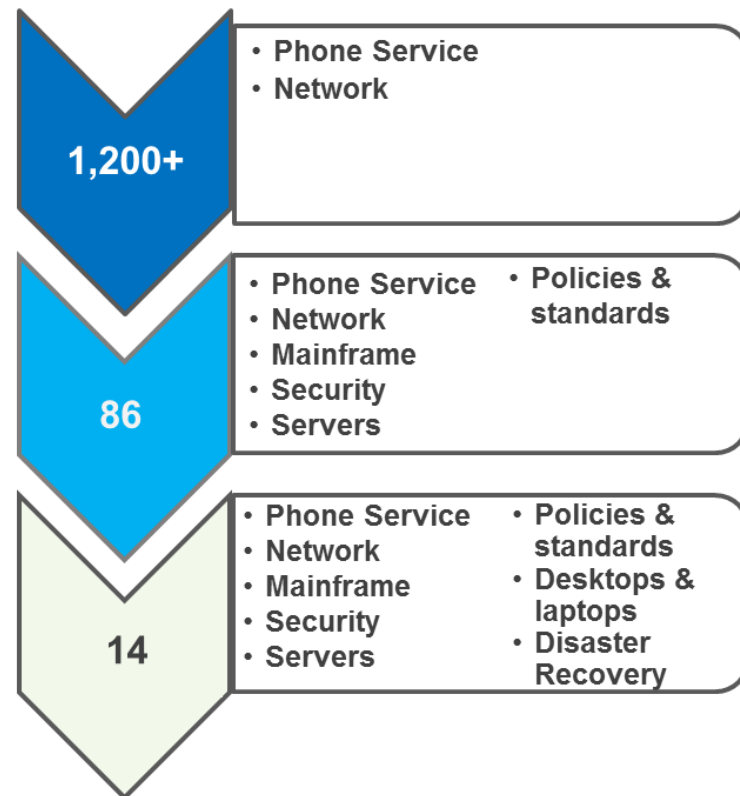 1,200+
• Phone Service
• Network
86
• Phone Service
• Network
• Mainframe
• Security
• Servers
• Policies &
standards
14
• Phone Service
• Network
• Mainframe
• Security
• Servers
• Policies &
standards
• Desktops &
laptops
• Disaster
Recovery